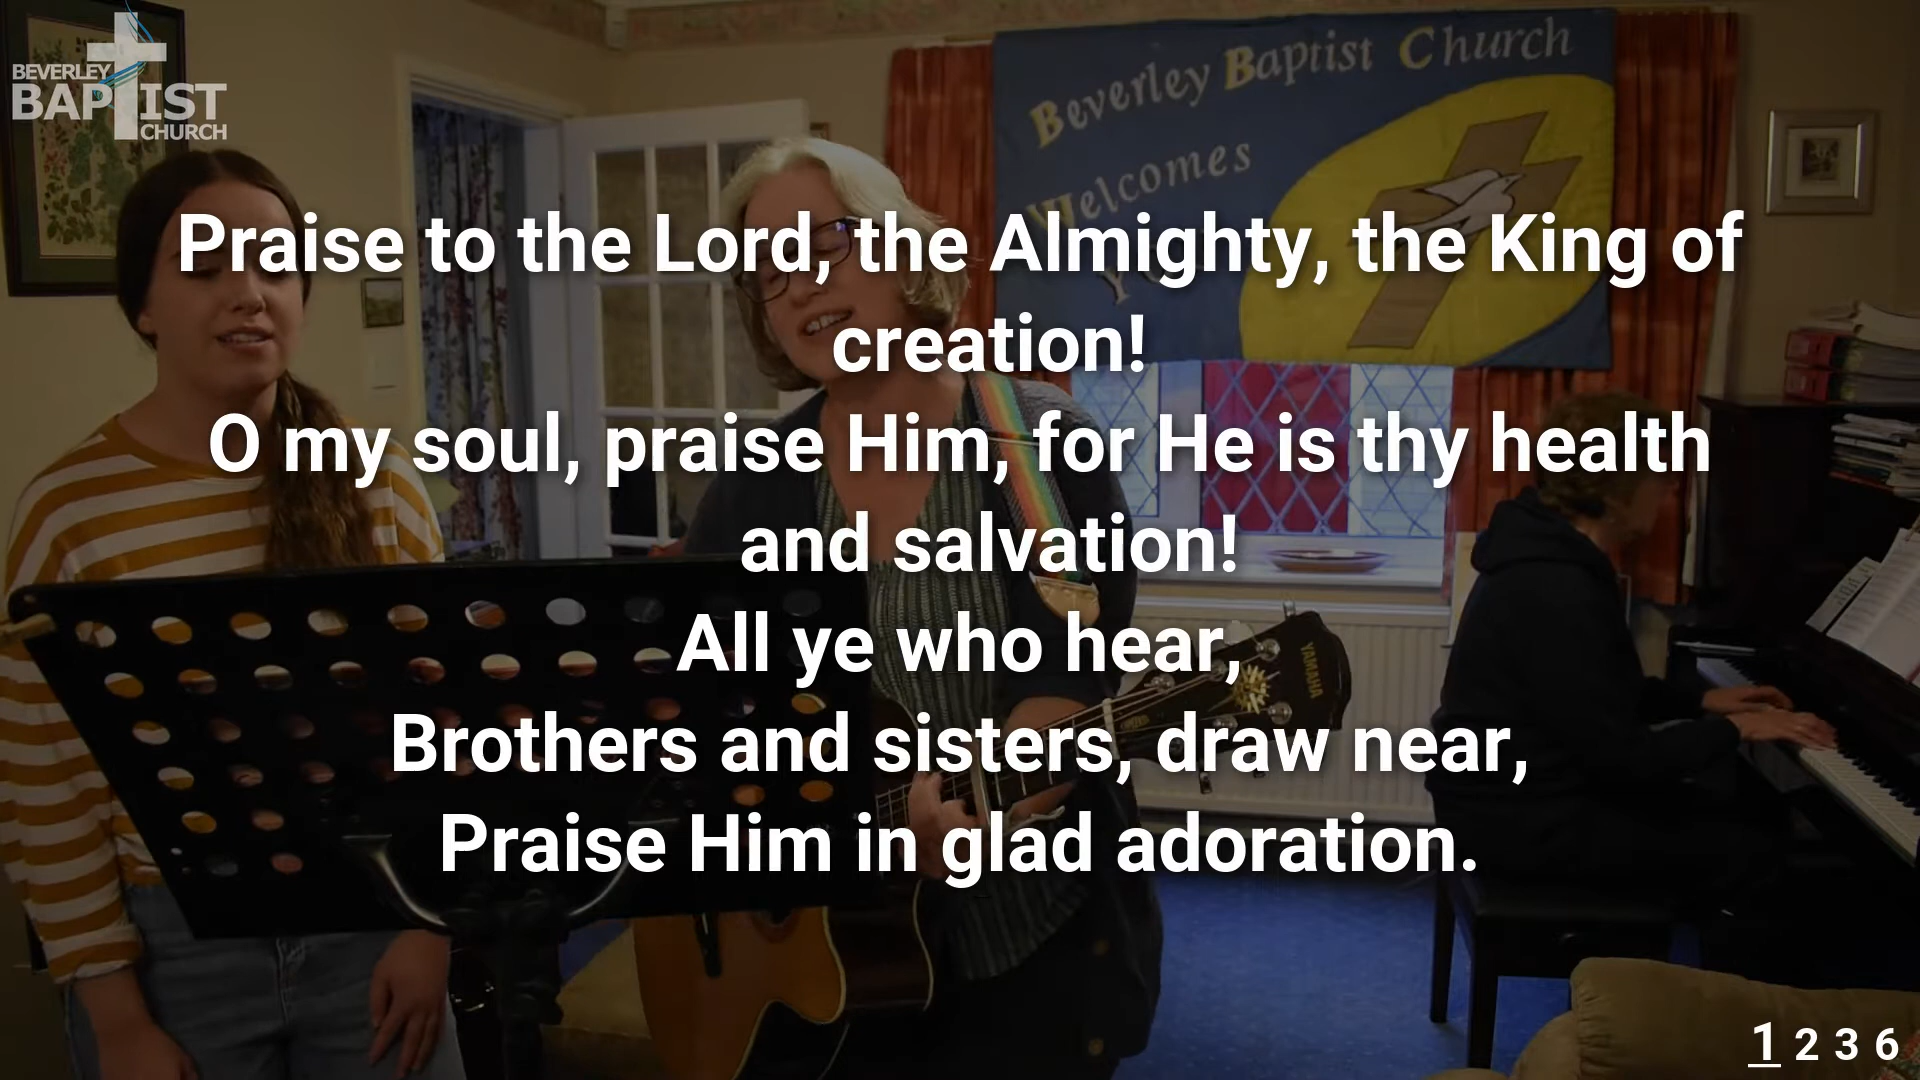 BEVERLEY
BAPTIST
CHURCH
Beverley Baptist Church
Welcomes
Praise to the Lord, the Almighty, the King of
creation!
O my soul, praise Him, for He is thy health
and salvation!
All ye who hear,
Brothers and sisters, draw near,
Praise Him in glad adoration.
YAMAHA
1 2 3 6